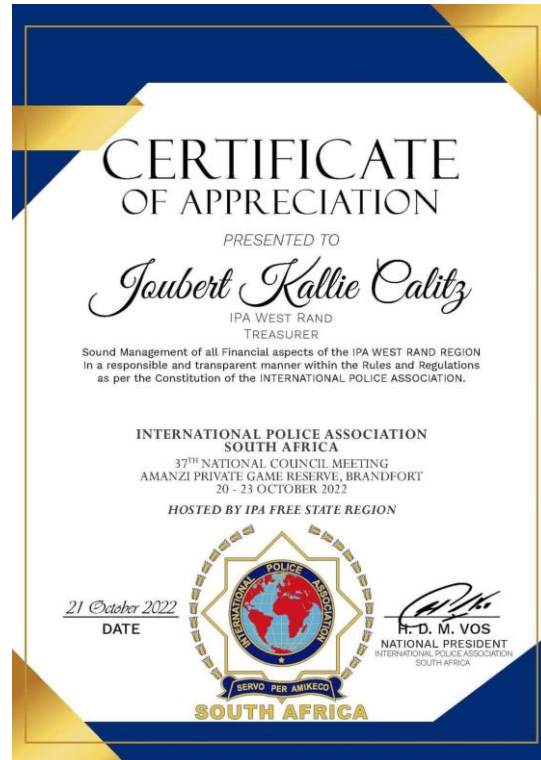 CERTIFICATE
OF APPRECIATION
PRESENTED TO
Joubert Kallie Calitz
IPA WEST RAND
TREASURER
Sound Management of all Financial aspects of the IPA WEST RAND REGION
In a responsible and transparent manner within the Rules and Regulations
as per the Constitution of the INTERNATIONAL POLICE ASSOCIATION.
INTERNATIONAL POLICE ASSOCIATION
SOUTH AFRICA
37TH NATIONAL COUNCIL MEETING
AMANZI PRIVATE GAME RESERVE, BRANDFORT
20 - 23 OCTOBER 2022
HOSTED BY IPA FREE STATE REGION
INTERNATIONAL POLICE ASSOCIATION
SERVO PER AMIKECO
SOUTH AFRICA
21 October 2022
DATE
H. D. M. VOS
NATIONAL PRESIDENT
INTERNATIONAL POLICE ASSOCIATION
SOUTH AFRICA